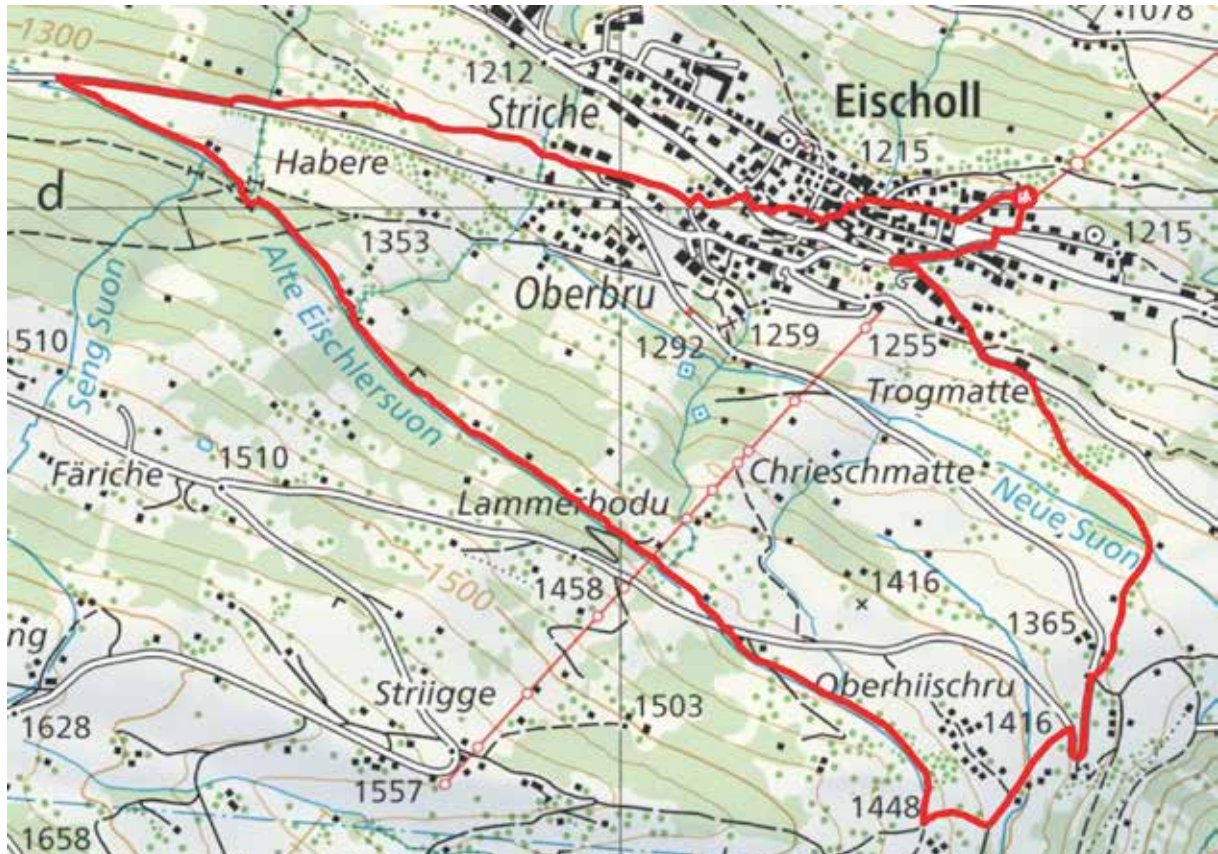 1300
1078
1212
Striche
Eischoll
1215
Habere
d
1353
1215
Alte Eischlersuon
Oberbru
Seng Suon
1510
1259
1292
1255
Trogmatte
1510
Färiche
Chrieschmatte
Lammerbodu
Neue Suon
1500
1458
1416
1365
ng
Oberhiischru
Striigge
1503
1416
1628
1557
1448
1658